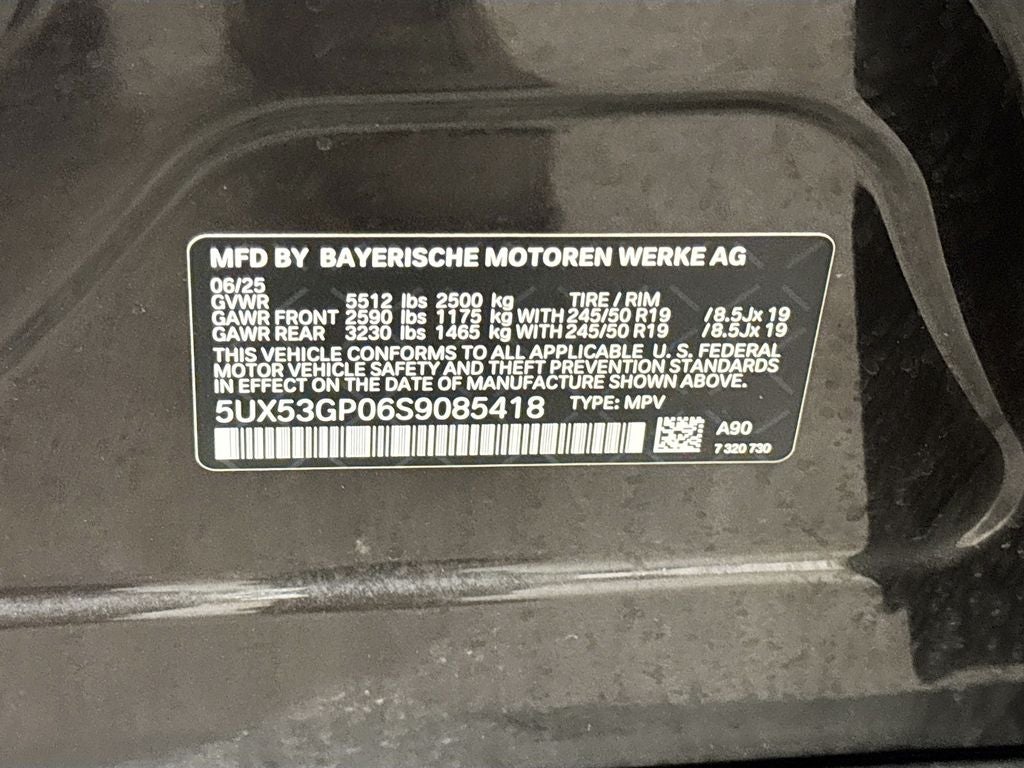 MFD BY BAYERISCHE MOTOREN WERKE AG
06/25
GVWR 5512 lbs 2500 kg TIRE / RIM
GAWR FRONT 2590 lbs 1175 kg WITH 245/50 R19 /8.5Jx 19
GAWR REAR 3230 lbs 1465 kg WITH 245/50 R19 /8.5Jx 19
THIS VEHICLE CONFORMS TO ALL APPLICABLE U. S. FEDERAL
MOTOR VEHICLE SAFETY AND THEFT PREVENTION STANDARDS
IN EFFECT ON THE DATE OF MANUFACTURE SHOWN ABOVE.
5UX53GP06S9085418 TYPE: MPV
A90
7 320 730